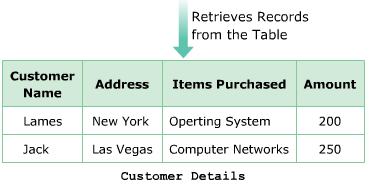 Retrieves Records
from the Table
Customer Name Address Items Purchased Amount
Lames New York Operting System 200
Jack Las Vegas Computer Networks 250
Customer Details